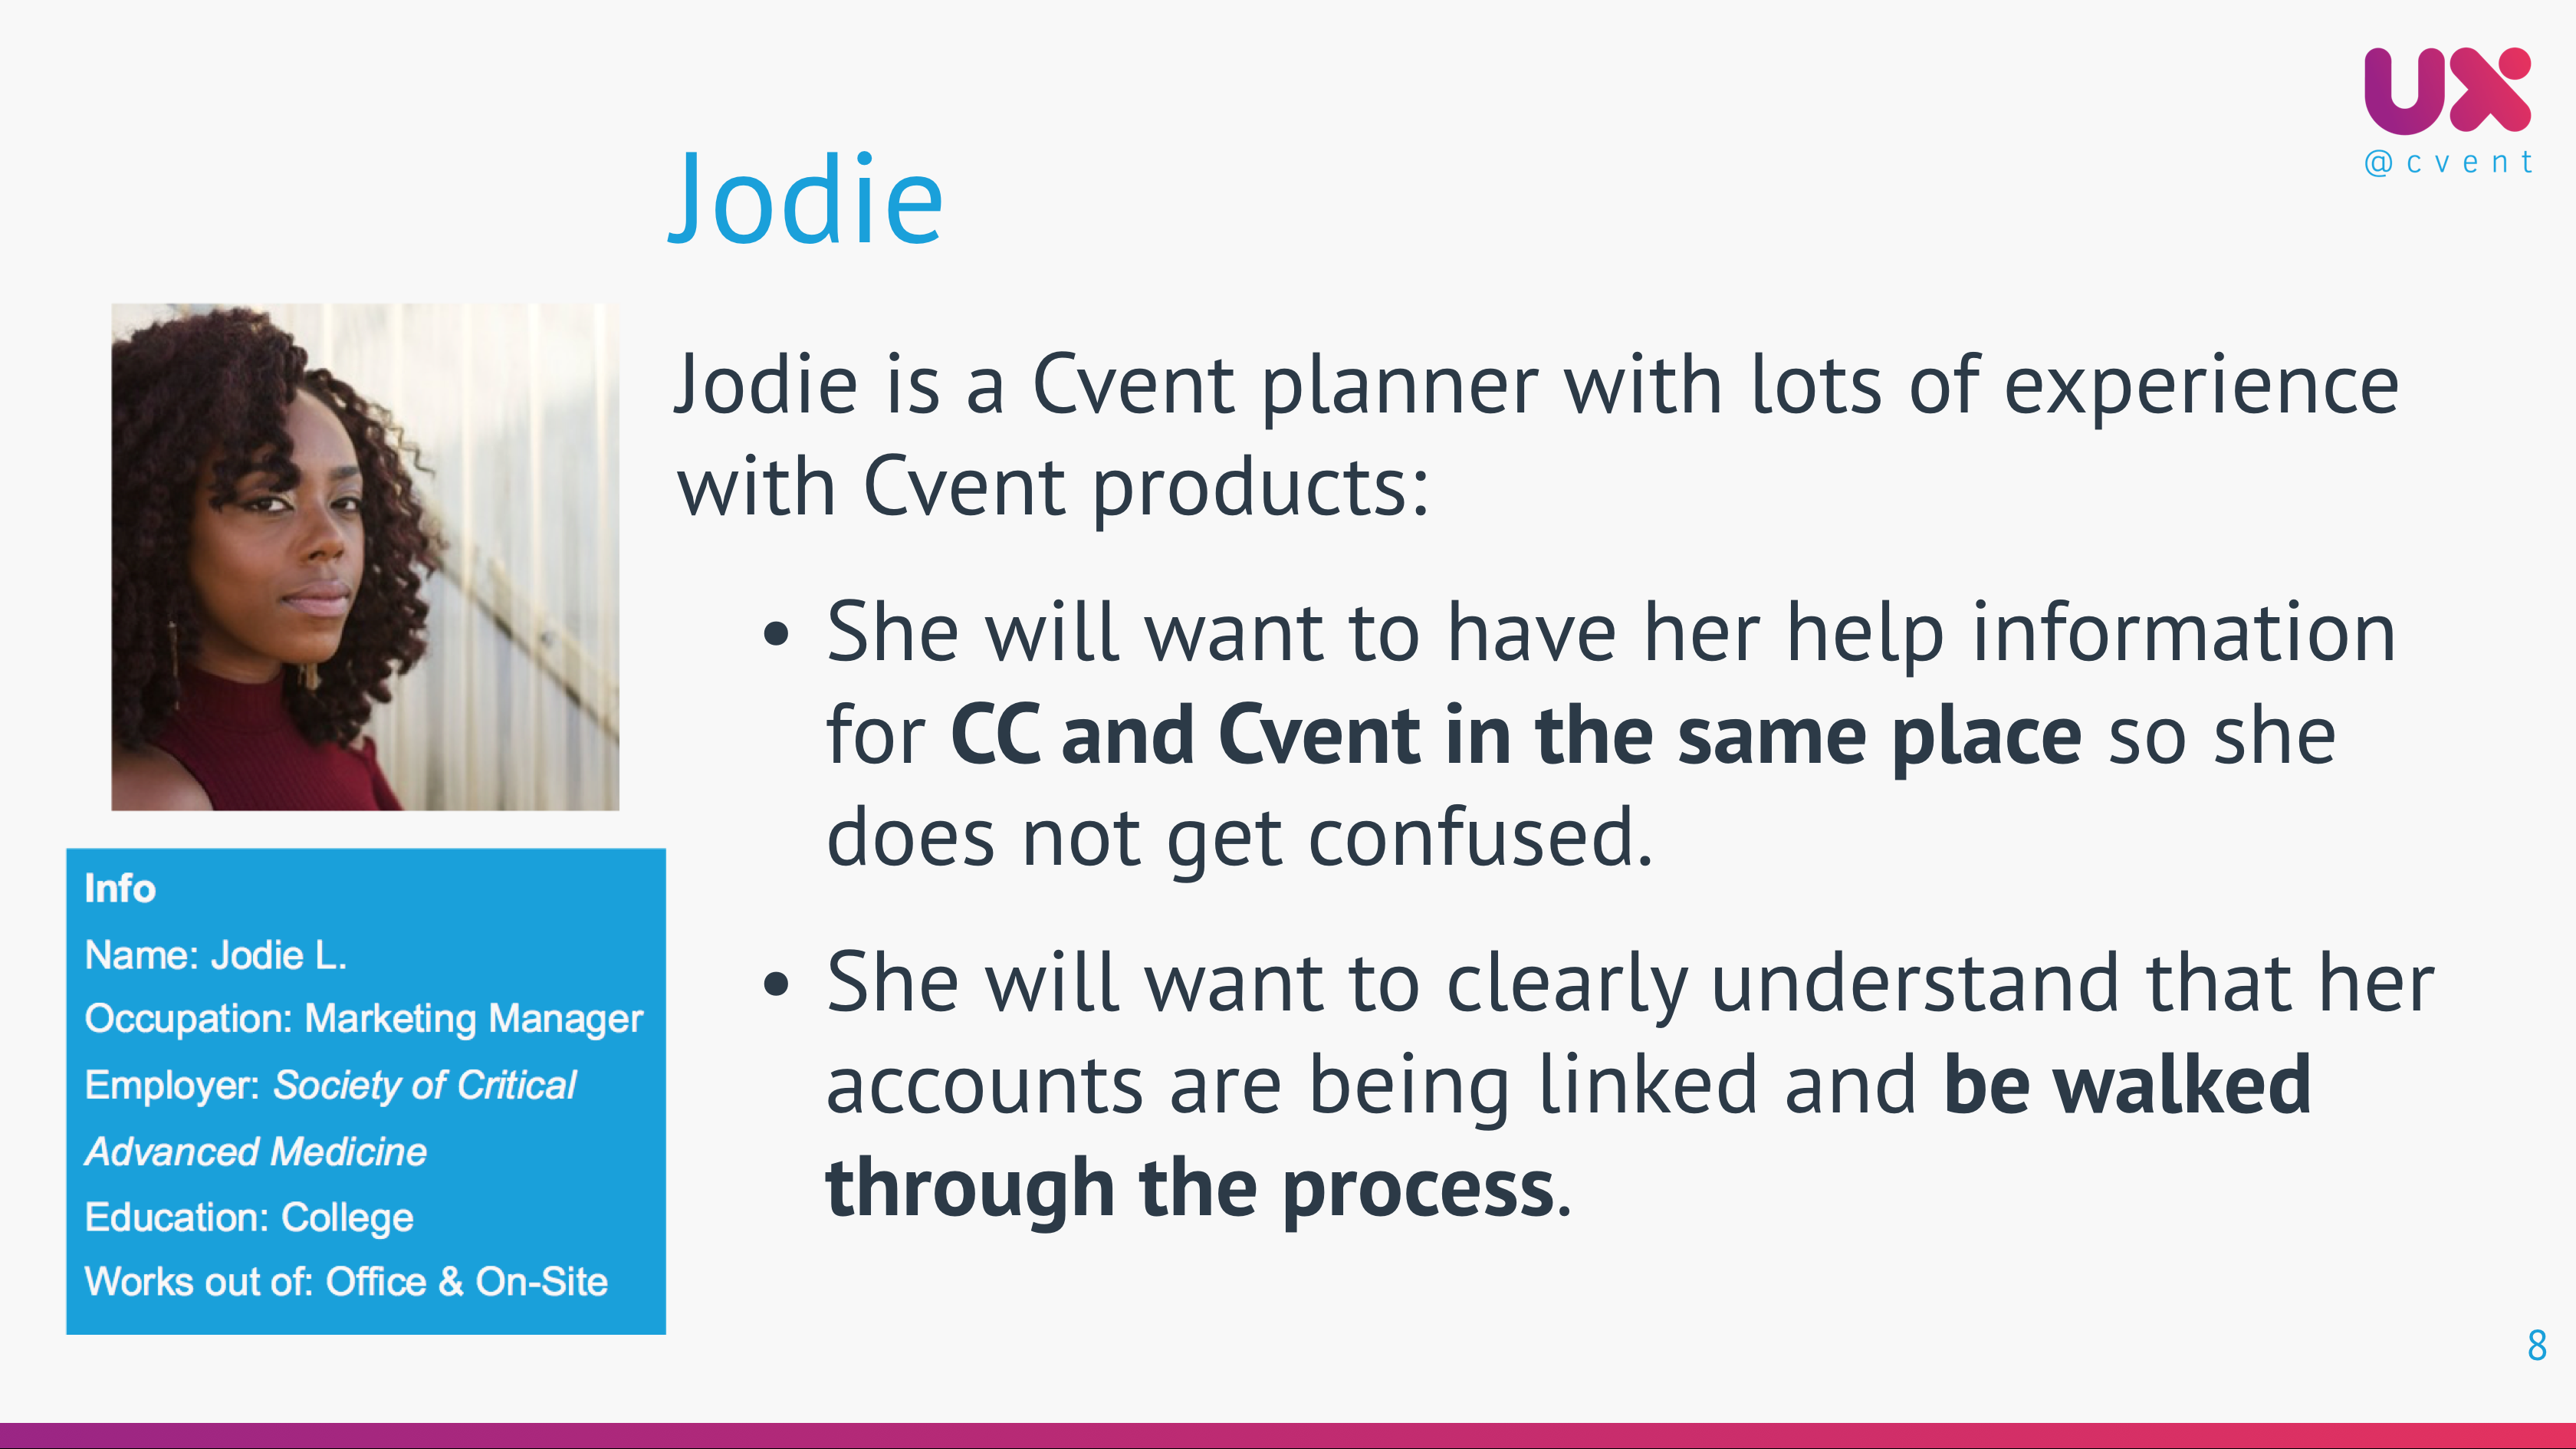 UX
@cvent
Jodie
Jodie is a Cvent planner with lots of experience
with Cvent products:
• She will want to have her help information
for CC and Cvent in the same place so she
does not get confused.
• She will want to clearly understand that her
accounts are being linked and be walked
through the process.
Info
Name: Jodie L.
Occupation: Marketing Manager
Employer: Society of Critical
Advanced Medicine
Education: College
Works out of: Office & On-Site
8